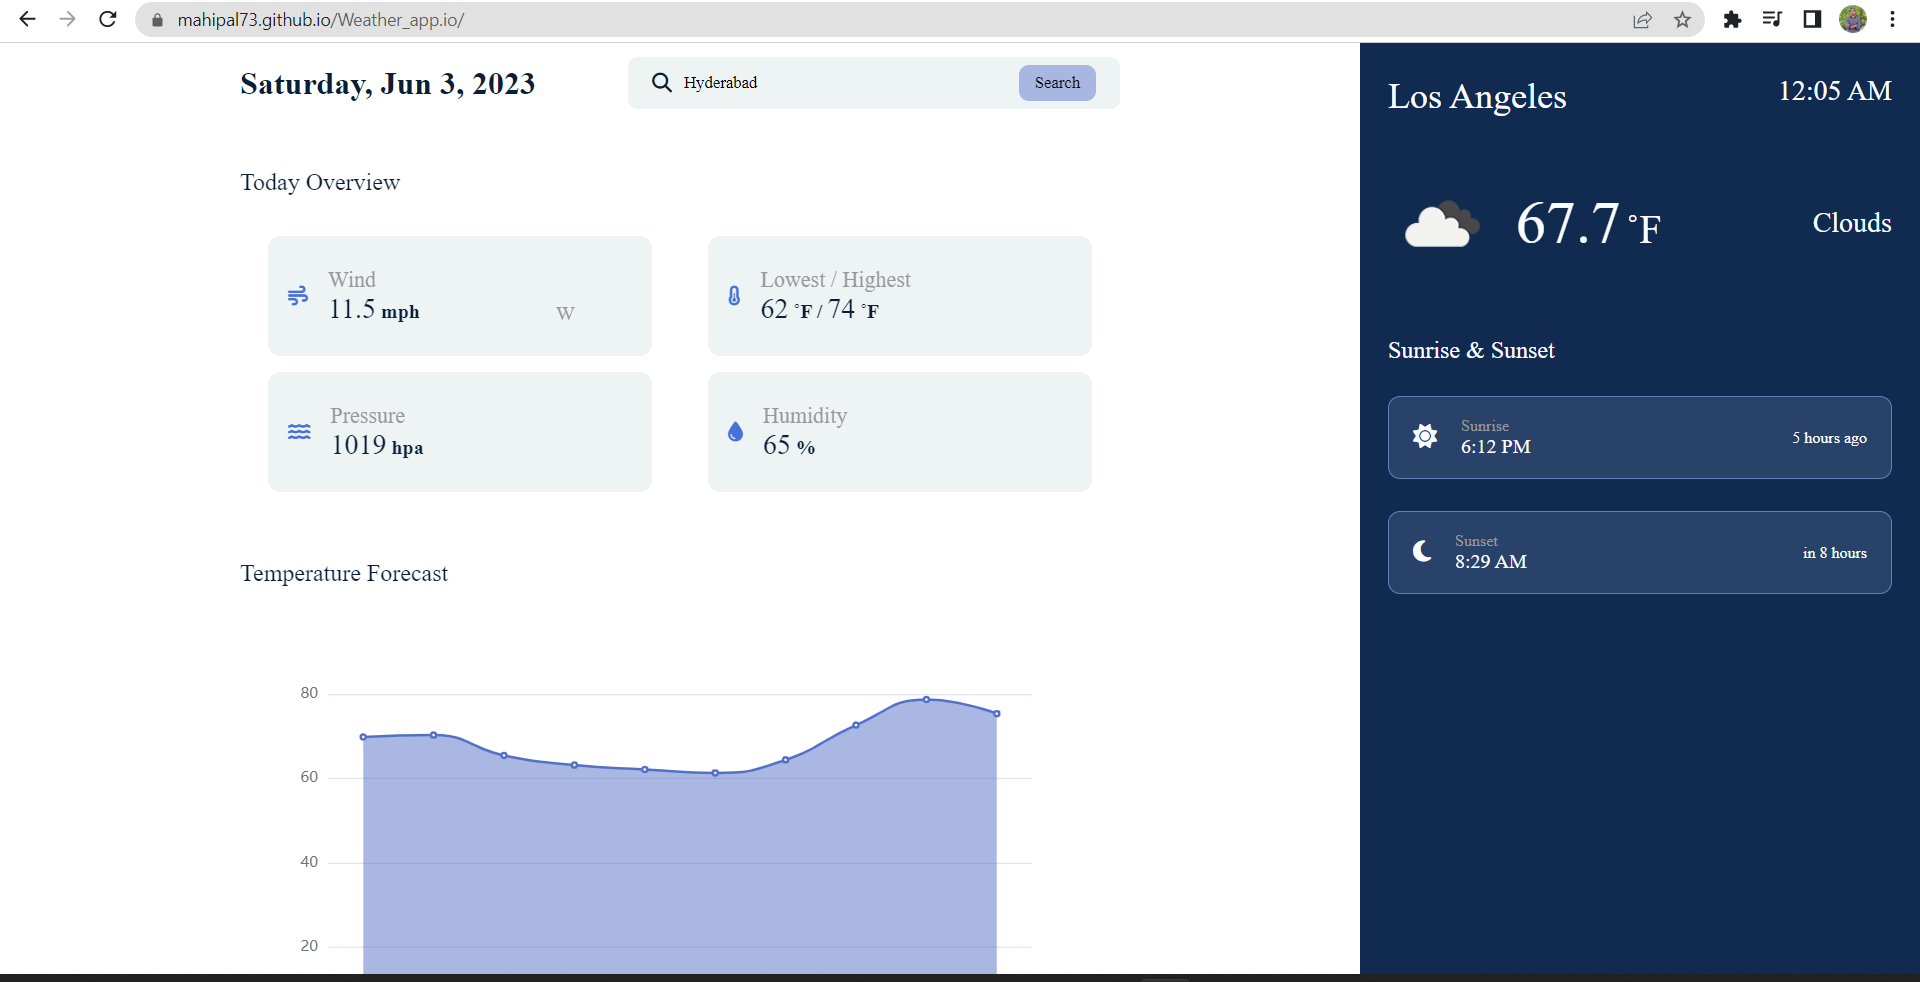 mahipal73.github.io/Weather_app.io/
Saturday, Jun 3, 2023
Hyderabad
Search
Today Overview
Wind
11.5 mph
W
Lowest / Highest
62 °F / 74 °F
Pressure
1019 hpa
Humidity
65 %
Temperature Forecast
80
60
40
20
Los Angeles
12:05 AM
67.7 °F
Clouds
Sunrise & Sunset
Sunrise
6:12 PM
5 hours ago
Sunset
8:29 AM
in 8 hours